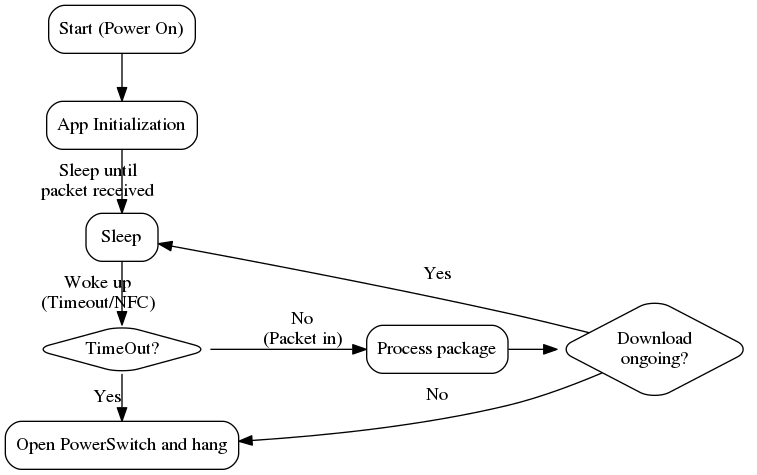 Start (Power On)
App Initialization
Sleep until
packet received
Sleep
Yes
Woke up
(Timeout/NFC)
TimeOut?
No
(Packet in)
Process package
Download
ongoing?
Yes
No
Open PowerSwitch and hang